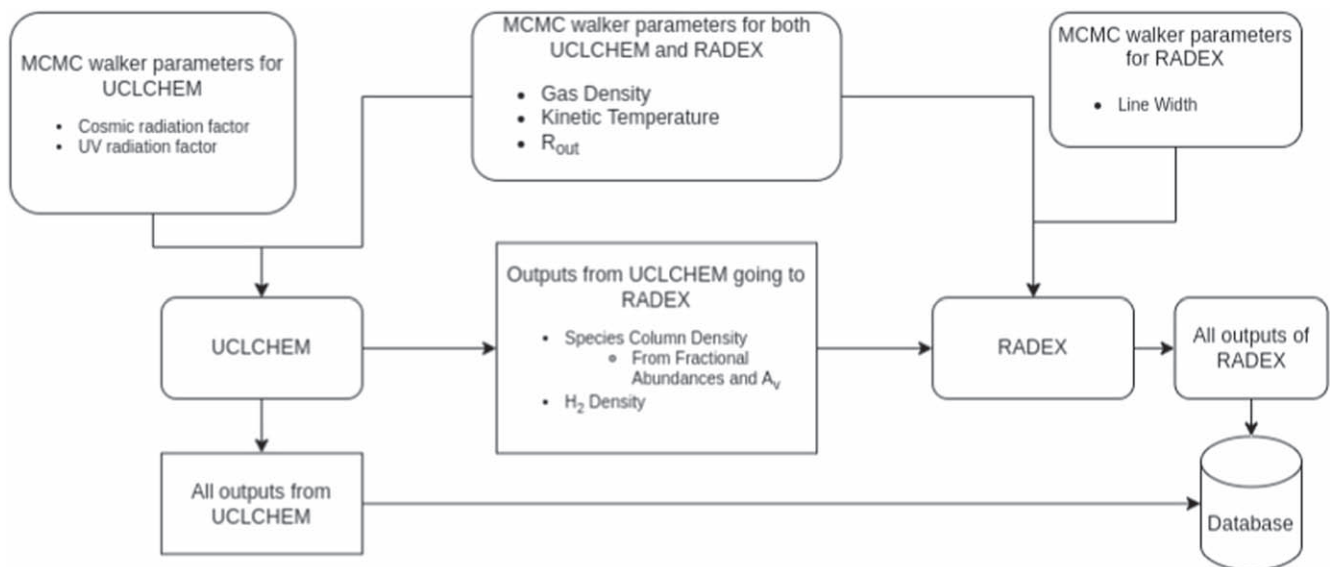 MCMC walker parameters for
UCLCHEM
• Cosmic radiation factor
• UV radiation factor
MCMC walker parameters for both
UCLCHEM and RADEX
• Gas Density
• Kinetic Temperature
• Rout
MCMC walker parameters
for RADEX
• Line Width
UCLCHEM
Outputs from UCLCHEM going to
RADEX
• Species Column Density
From Fractional
Abundances and Av
• H2 Density
RADEX
All outputs of
RADEX
All outputs from
UCLCHEM
Database